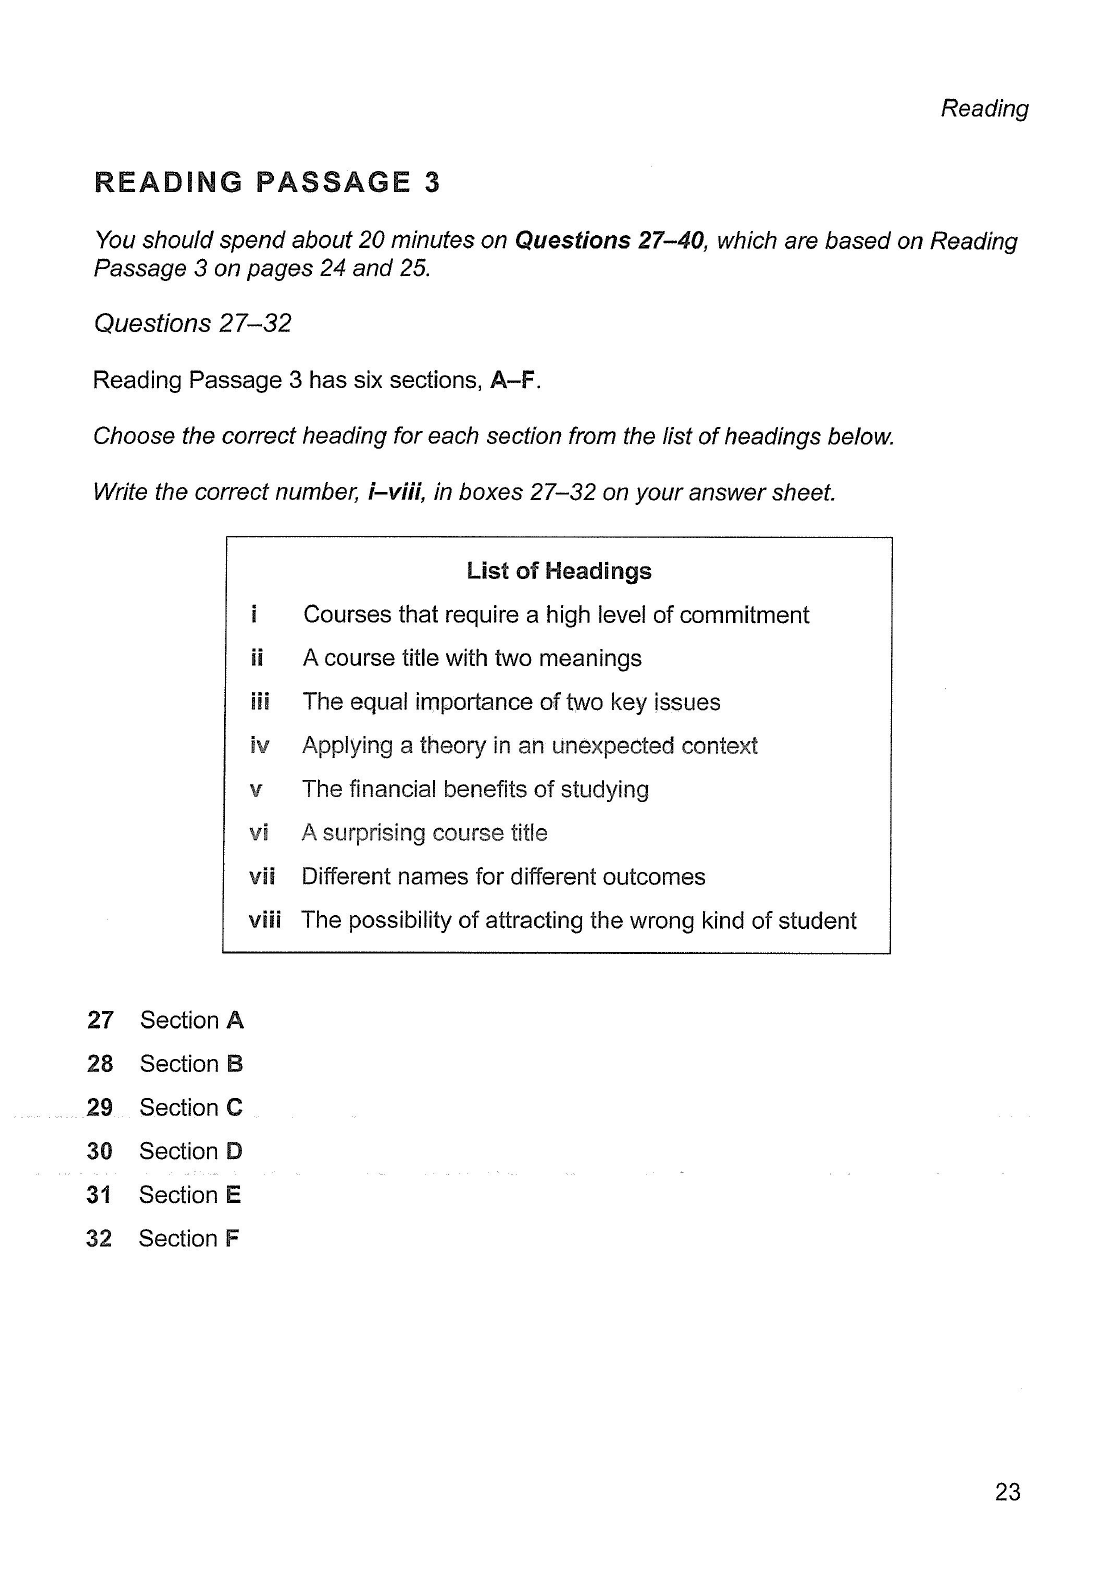 Reading
READING PASSAGE 3
You should spend about 20 minutes on Questions 27–40, which are based on Reading
Passage 3 on pages 24 and 25.
Questions 27–32
Reading Passage 3 has six sections, A–F.
Choose the correct heading for each section from the list of headings below.
Write the correct number, i–viii, in boxes 27–32 on your answer sheet.
List of Headings
i Courses that require a high level of commitment
ii A course title with two meanings
iii The equal importance of two key issues
iv Applying a theory in an unexpected context
v The financial benefits of studying
vi A surprising course title
vii Different names for different outcomes
viii The possibility of attracting the wrong kind of student
27 Section A
28 Section B
29 Section C
30 Section D
31 Section E
32 Section F
23